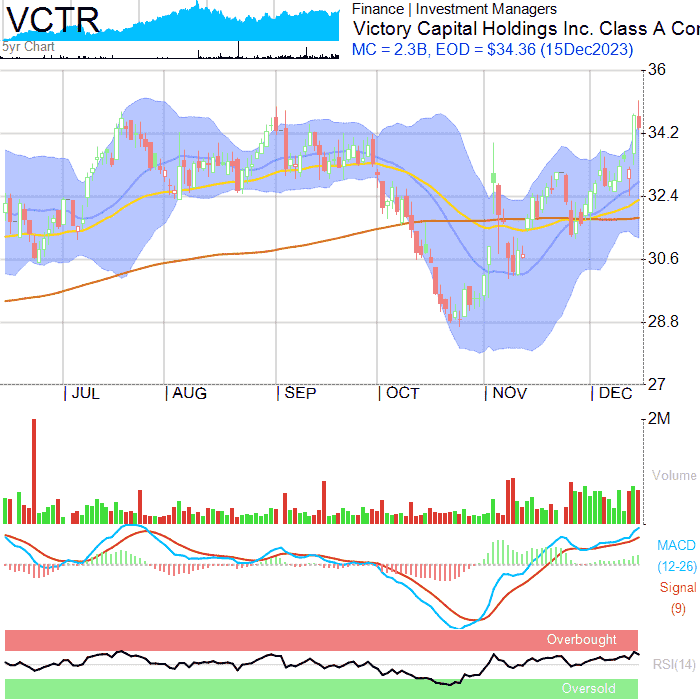 VCTR
5yr Chart
Finance | Investment Managers
Victory Capital Holdings Inc. Class A Cor
MC = 2.3B, EOD = $34.36 (15Dec2023)
36
34.2
32.4
30.6
28.8
27
JUL AUG SEP OCT NOV DEC
2M
Volume
MACD
(12-26)
Signal
(9)
Overbought
RSI(14)
Oversold